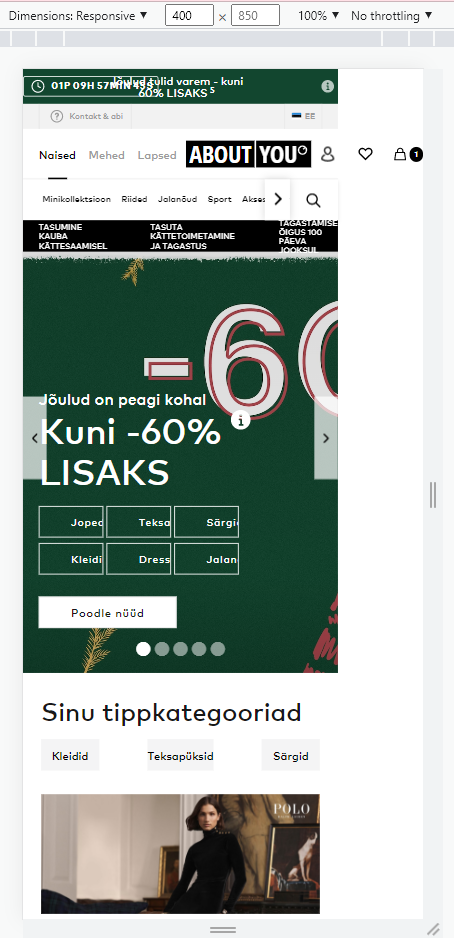 Dimensions: Responsive ▼ 400 × 850 100% ▼ No throttling ▼
01P 09H 57MIN
Jõulud tulid varem - kuni
60% LISAKS
Kontakt & abi EE
Naised Mehed Lapsed ABOUT YOU 1
Minikollektsioon Riided Jalanõud Sport Akses
TASUMINE
KAUBA
KÄTTESAAMISEL
TASUTA
KÄTTETOIMETAMINE
JA TAGASTUS
TAGASTAMISE
ÕIGUS 100
PÄEVA
JOOKSUL
-60
Jõulud on peagi kohal
Kuni -60%
LISAKS
Joped Teksa Särgid
Kleidi Dress Jalan
Poodle nüüd
Sinu tippkategooriad
Kleidid Teksapüksid Särgid
POLO